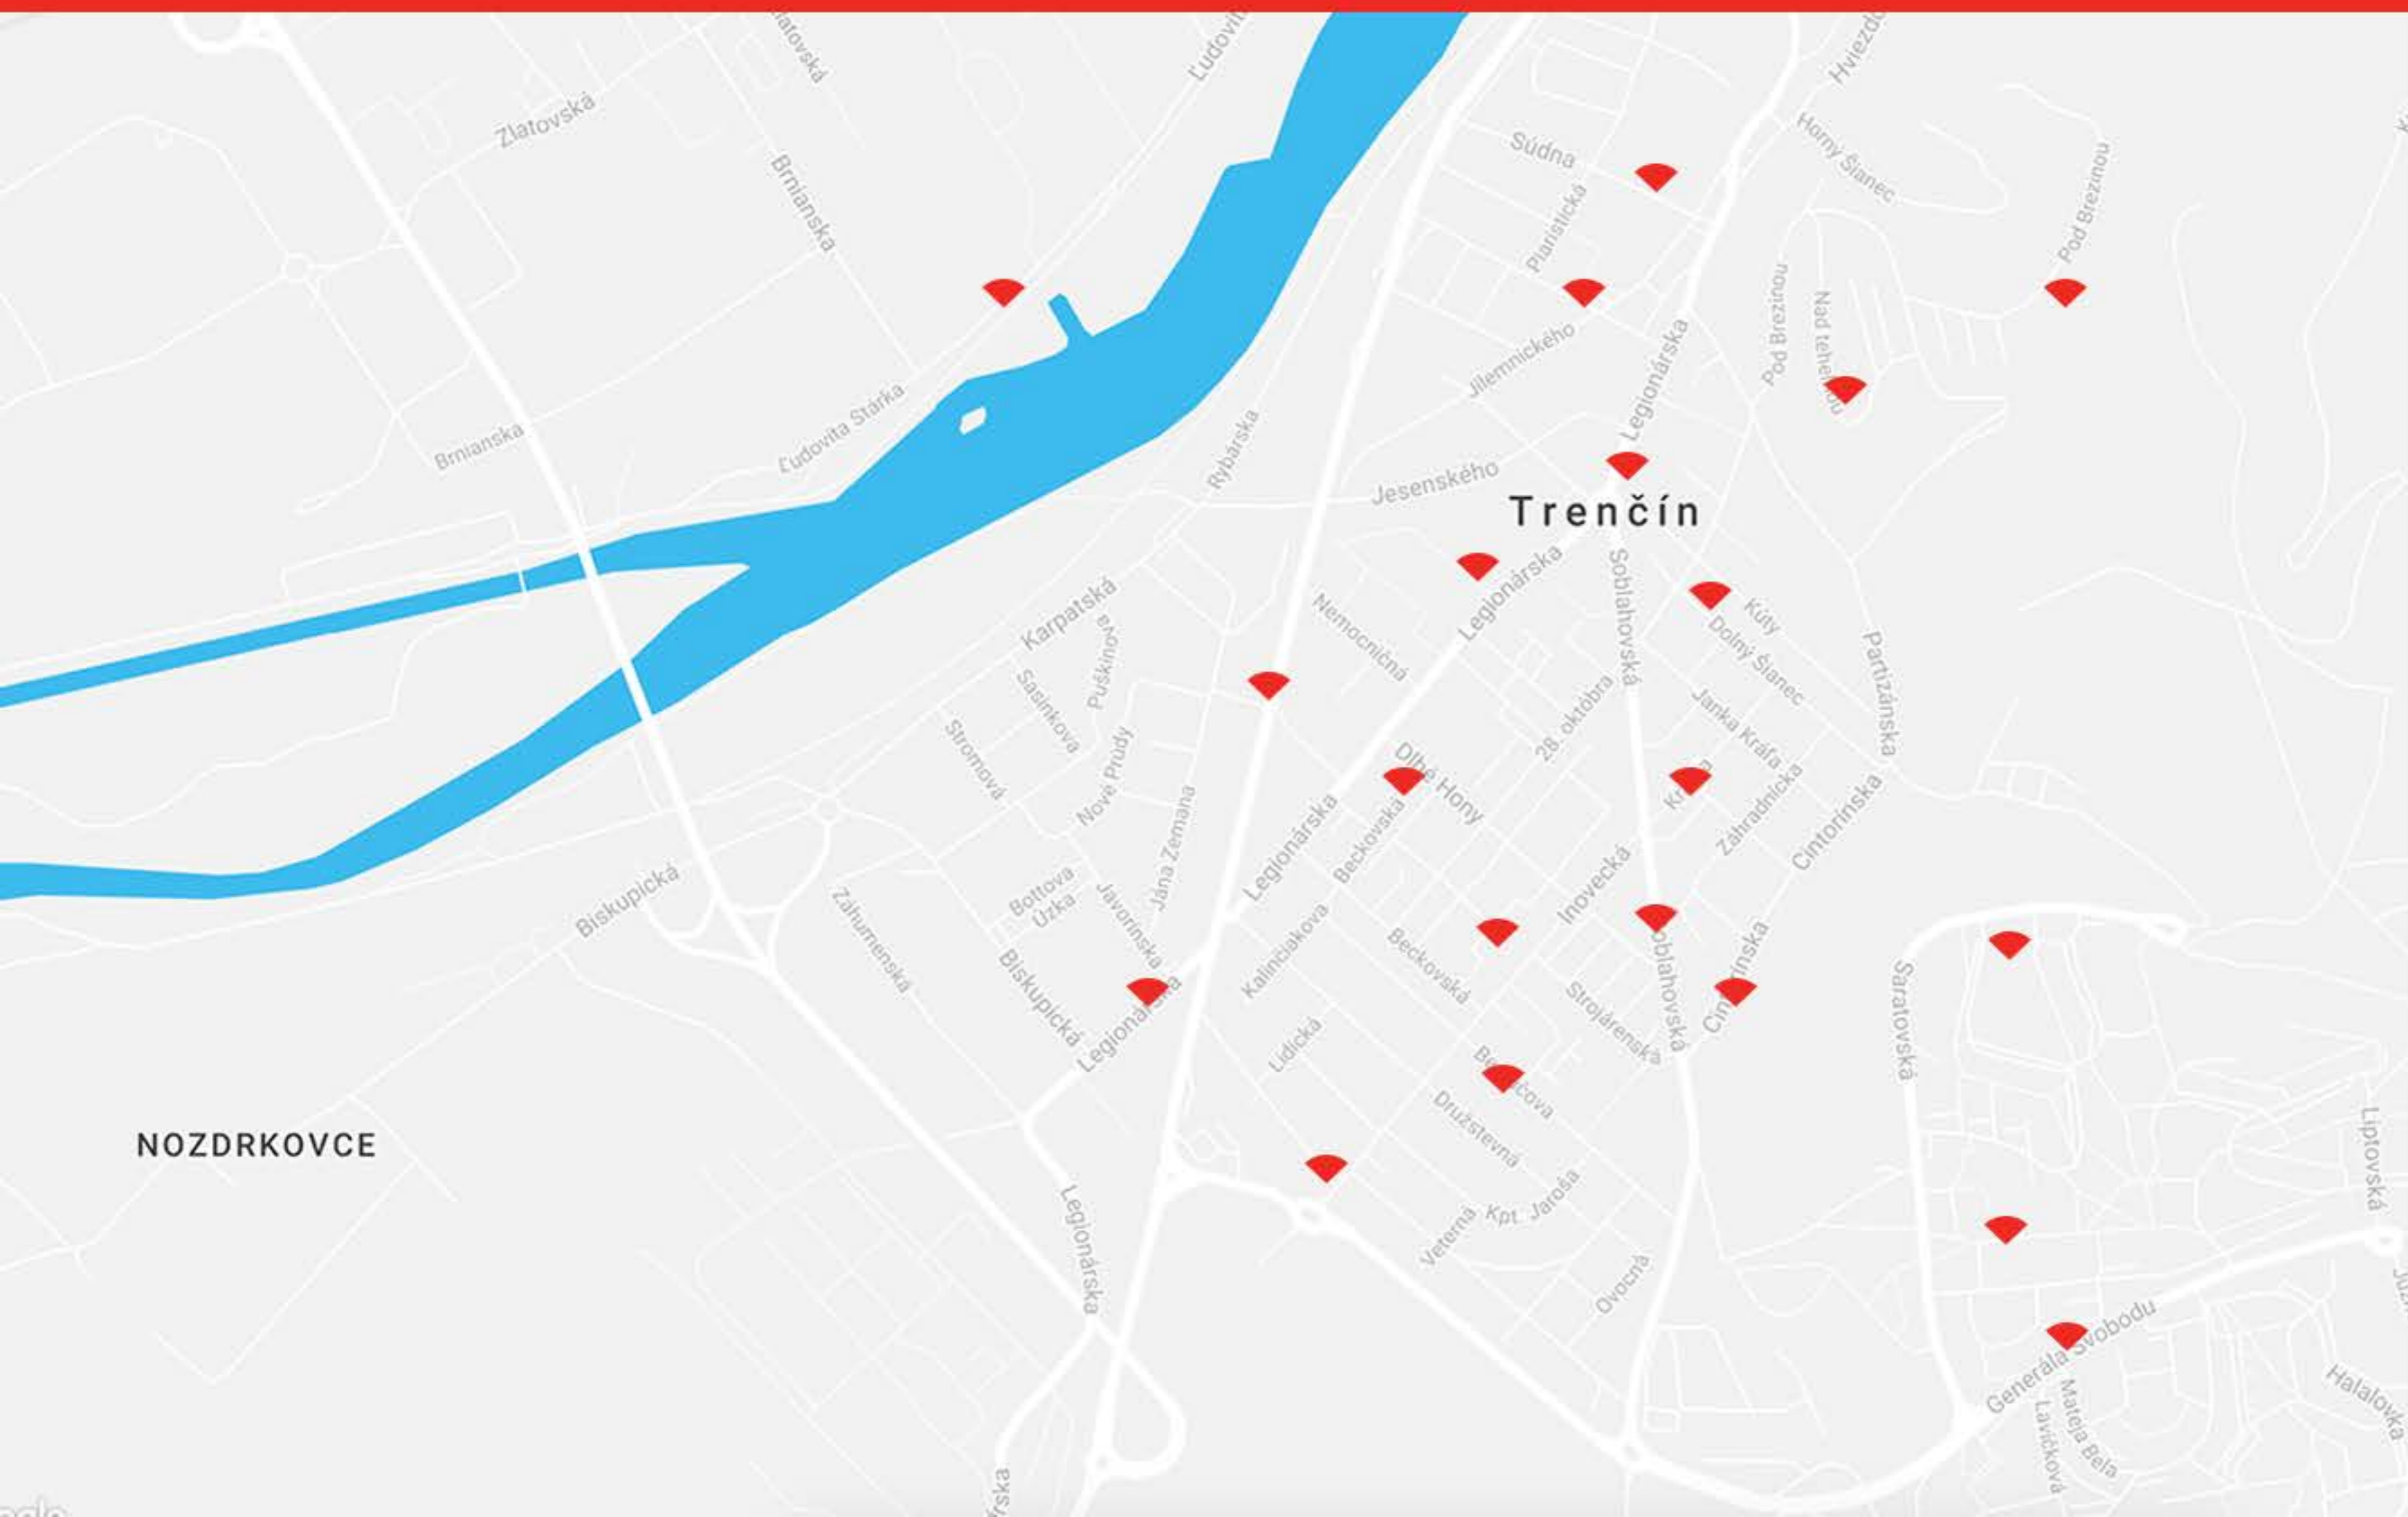 Zlatovská
Brnianska
Súdna
Piaristická
Horný Šianec
Pod Brezinou
Pod Brezinou
Jilemnického
Legionárska
Ľudovíta Stárka
Brnianska
Rybárska
Jesenského
Trenčín
Legionárska
Soblahovská
Nemocničná
Karpatská
Puškinova
Sasinkova
Stromová
Nové Prúdy
Kúty
Dolný Šianec
Partizánska
28. októbra
Janka Kráľa
Dlhé Hony
Jána Zemana
Legionárska
Beckovská
Záhradnícka
Cintorínska
Inovecká
Biskupická
Bottova
Úzka
Javorinská
Záhumenská
Biskupická
Kalinčiakova
Beckovská
Saratovská
Strojárenská
Legionárska
Lidická
Družstevná
NOZDRKOVCE
Liptovská
Legionárska
Veterná
Kpt. Jaroša
Ovocná
Generála Svobodu
Mateja Bela
Lavičková
Halalovka